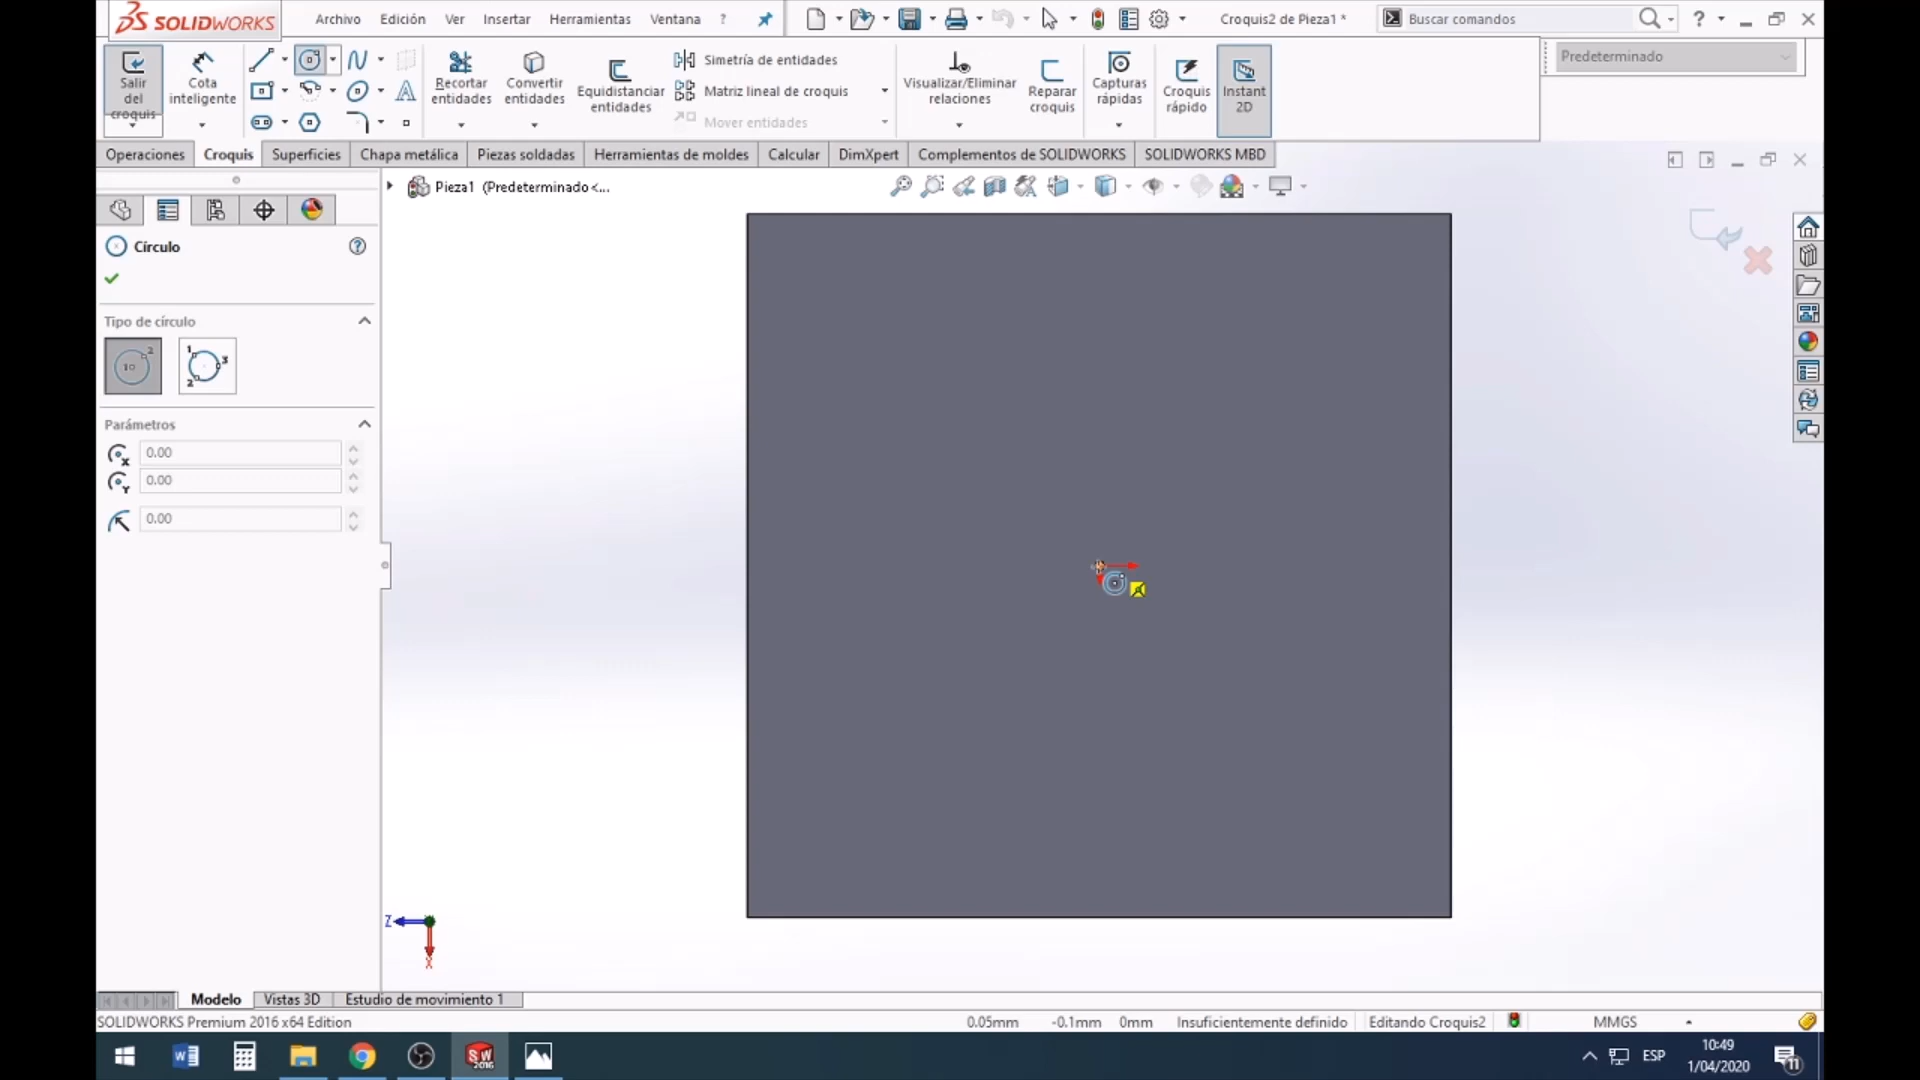 SOLIDWORKS
Archivo Edición Ver Insertar Herramientas Ventana ?
Croquis2 de Pieza1 *
Buscar comandos
?
Salir del croquis
Cota inteligente
Recortar entidades
Convertir entidades
Equidistanciar entidades
Simetría de entidades
Matriz lineal de croquis
Mover entidades
Visualizar/Eliminar relaciones
Reparar croquis
Capturas rápidas
Croquis rápido
Instant 2D
Predeterminado
Operaciones Croquis Superficies Chapa metálica Piezas soldadas Herramientas de moldes Calcular DimXpert Complementos de SOLIDWORKS SOLIDWORKS MBD
Pieza1 (Predeterminado<...
Círculo
Tipo de círculo
Parámetros
0.00
0.00
0.00
Z
X
Modelo Vistas 3D Estudio de movimiento 1
SOLIDWORKS Premium 2016 x64 Edition
0.05mm -0.1mm 0mm Insuficientemente definido Editando Croquis2 MMGS
ESP
10:49
1/04/2020
11